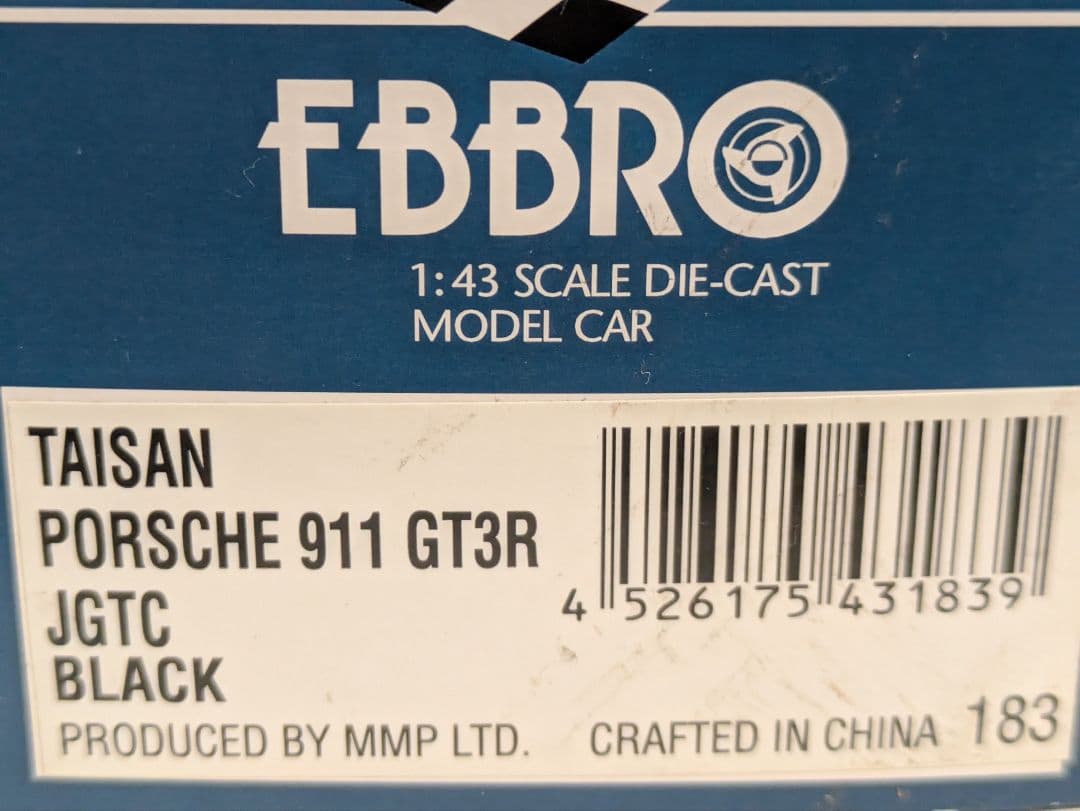 EBBRO
1:43 SCALE DIE-CAST
MODEL CAR
TAISAN
PORSCHE 911 GT3R
JGTC
BLACK
4 526175 431839
PRODUCED BY MMP LTD. CRAFTED IN CHINA 183